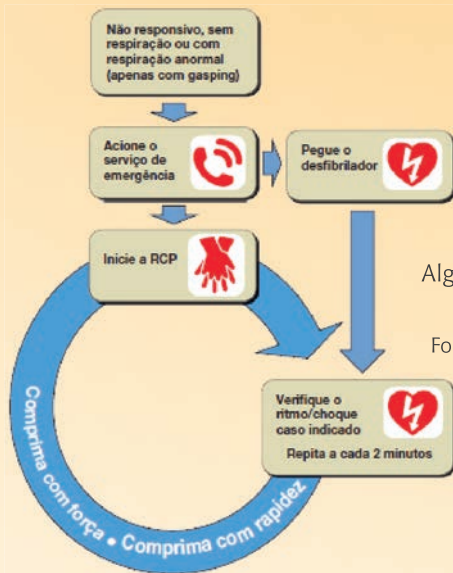 Não responsivo, sem
respiração ou com
respiração anormal
(apenas com gasping)
Acione o
serviço de
emergência
Pegue o
desfibrilador
Inicie a RCP
Verifique o
ritmo/choque
caso indicado
Repita a cada 2 minutos
Comprima com força • Comprima com rapidez
Alg
Fo